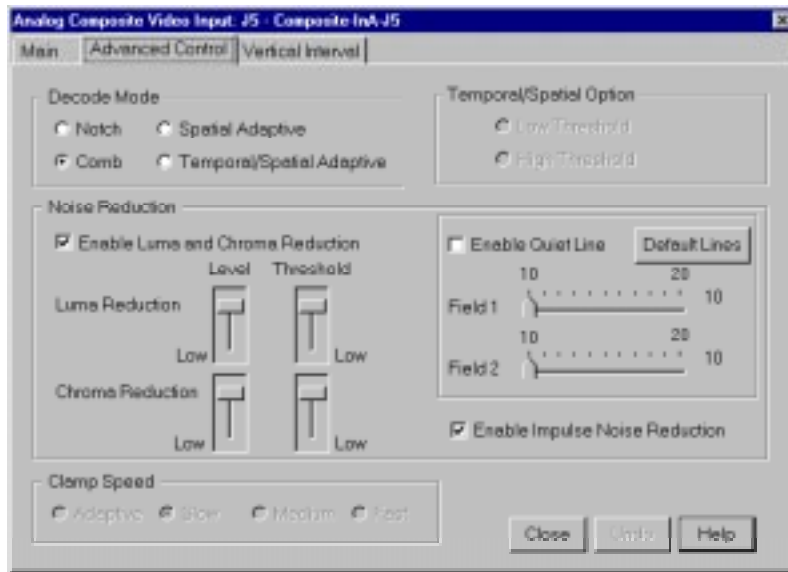 Analog Composite Video Input: J5 - Composite-InA-J5
Main Advanced Control Vertical Interval
Decode Mode
Notch Spatial Adaptive
Comb Temporal/Spatial Adaptive
Temporal/Spatial Option
Low Threshold
High Threshold
Noise Reduction
Enable Luma and Chroma Reduction
Level Threshold
Luma Reduction
Low Low
Chroma Reduction
Low Low
Enable Quiet Line Default Lines
10 20
Field 1 10
10 20
Field 2 10
Enable Impulse Noise Reduction
Clamp Speed
Adaptive Slow Medium Fast
Close Undo Help